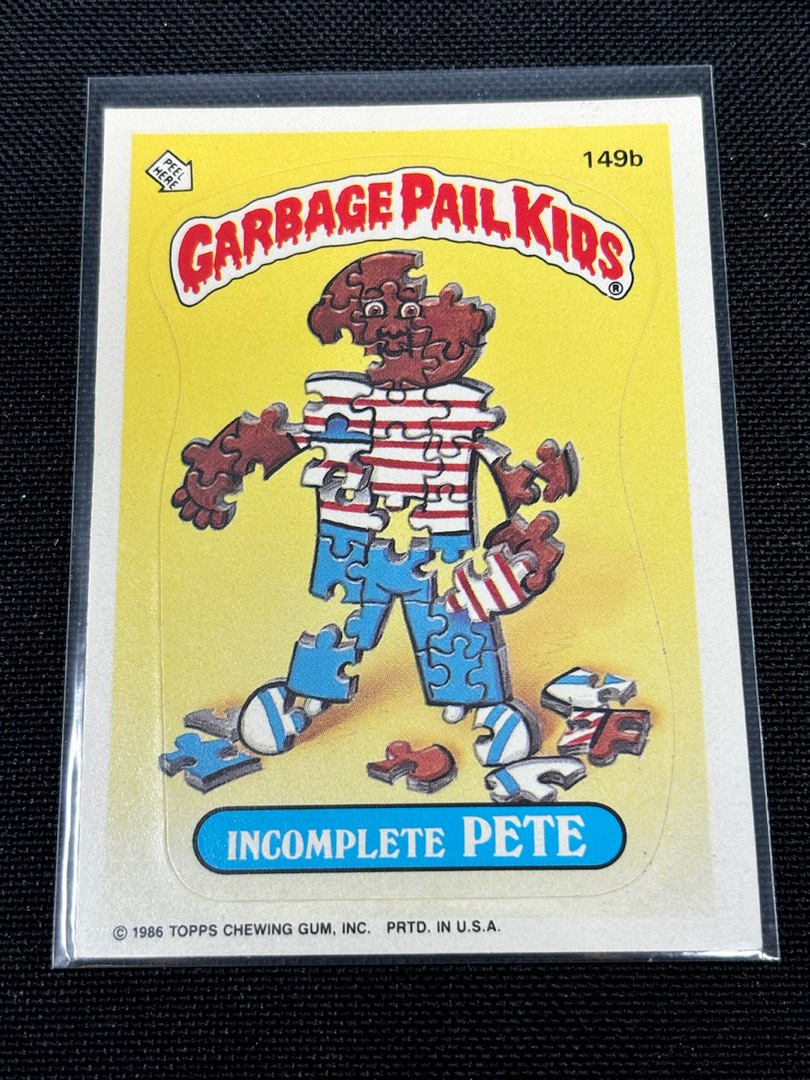 PEEL
HERE
149b
GARBAGE PAIL KIDS®
INCOMPLETE PETE
© 1986 TOPPS CHEWING GUM, INC. PRTD. IN U.S.A.